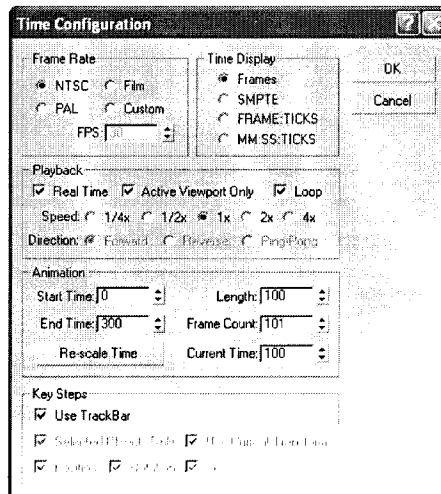 Time Configuration
Frame Rate
NTSC Film
PAL Custom
FPS: 30
Time Display
Frames
SMPTE
FRAME:TICKS
MM:SS:TICKS
OK
Cancel
Playback
Real Time Active Viewport Only Loop
Speed: 1/4x 1/2x 1x 2x 4x
Direction: Forward Reverse Ping-Pong
Animation
Start Time: 0 Length: 100
End Time: 300 Frame Count: 101
Re-scale Time Current Time: 100
Key Steps
Use TrackBar